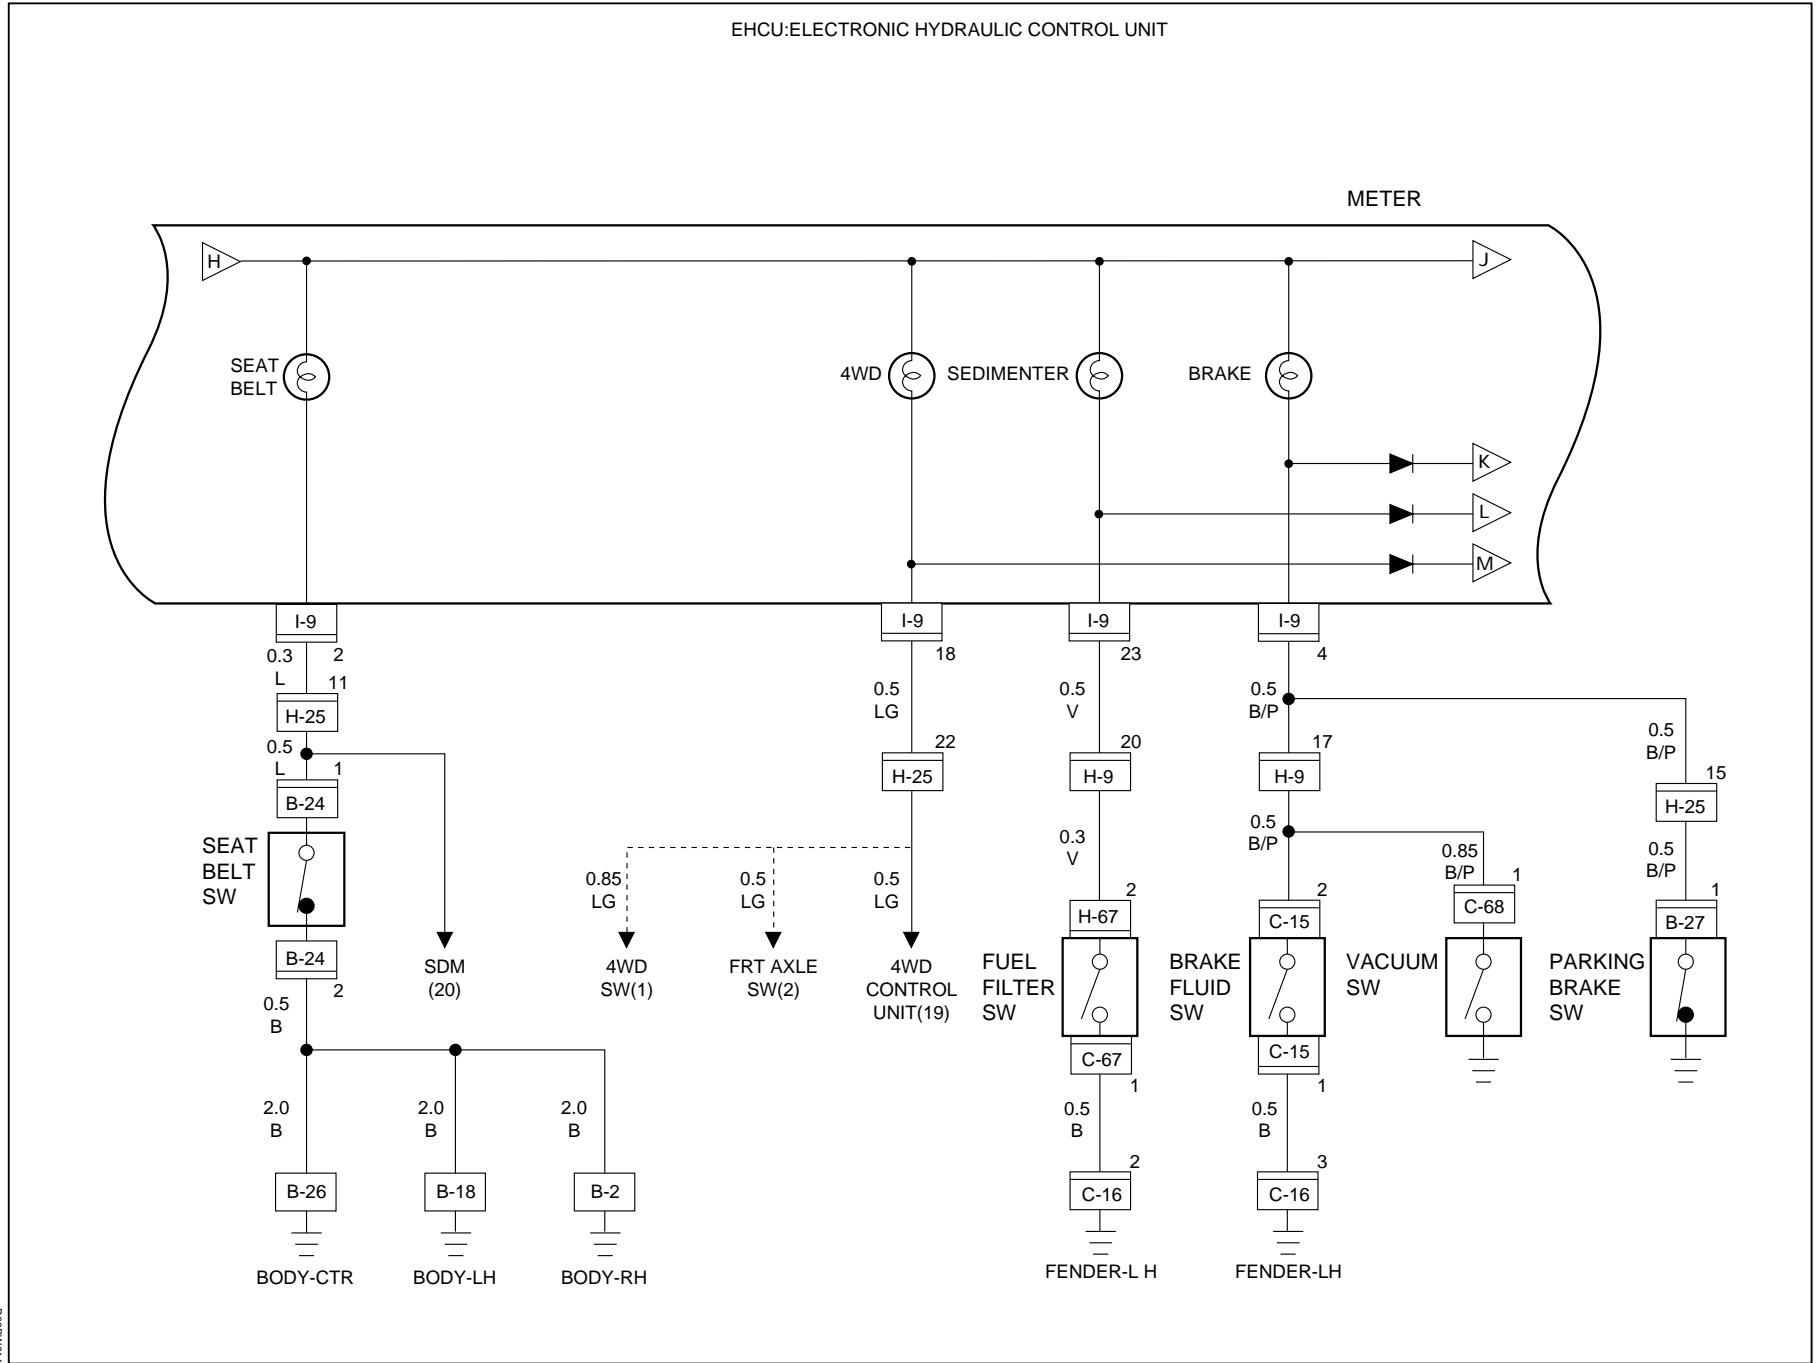 EHCU:ELECTRONIC HYDRAULIC CONTROL UNIT
METER
H
J
SEAT
BELT
4WD
SEDIMENTER
BRAKE
K
L
M
I-9
I-9
I-9
I-9
0.3
L
2
18
23
4
11
H-25
0.5
LG
0.5
V
0.5
B/P
0.5
B/P
0.5
L
1
B-24
22
H-25
20
H-9
17
H-9
15
H-25
SEAT
BELT
SW
0.85
LG
0.5
LG
0.5
LG
0.3
V
0.5
B/P
0.85
B/P
0.5
B/P
2
H-67
2
C-15
1
C-68
1
B-27
B-24
2
SDM
(20)
4WD
SW(1)
FRT AXLE
SW(2)
4WD
CONTROL
UNIT(19)
FUEL
FILTER
SW
BRAKE
FLUID
SW
VACUUM
SW
PARKING
BRAKE
SW
0.5
B
C-67
1
C-15
1
2.0
B
2.0
B
2.0
B
0.5
B
0.5
B
B-26
B-18
B-2
2
C-16
3
C-16
BODY-CTR
BODY-LH
BODY-RH
FENDER-L H
FENDER-LH